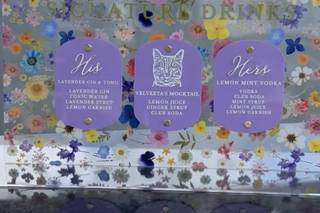 SIGNATURE DRINKS
His
LAVENDER GIN & TONIC
LAVENDER GIN
TONIC WATER
LAVENDER SYRUP
LEMON GARNISH
VELVETTA'S MOCKTAIL
LEMON JUICE
GINGER SYRUP
CLUB SODA
Hers
LEMON MINT VODKA
VODKA
CLUB SODA
MINT SYRUP
LEMON JUICE
LEMON GARNISH